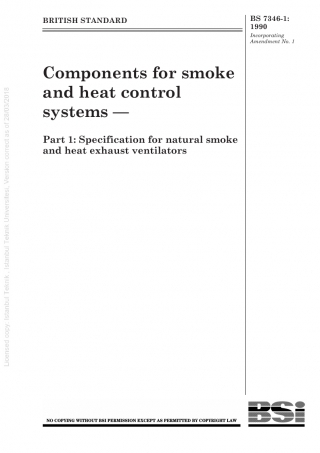 BRITISH STANDARD
BS 7346-1:
1990
Incorporating
Amendment No. 1
Components for smoke
and heat control
systems —
Part 1: Specification for natural smoke
and heat exhaust ventilators
Licensed copy: Istanbul Teknik , Istanbul Teknik Universitesi, Version correct as of 28/03/2018
BSi
NO COPYING WITHOUT BSI PERMISSION EXCEPT AS PERMITTED BY COPYRIGHT LAW